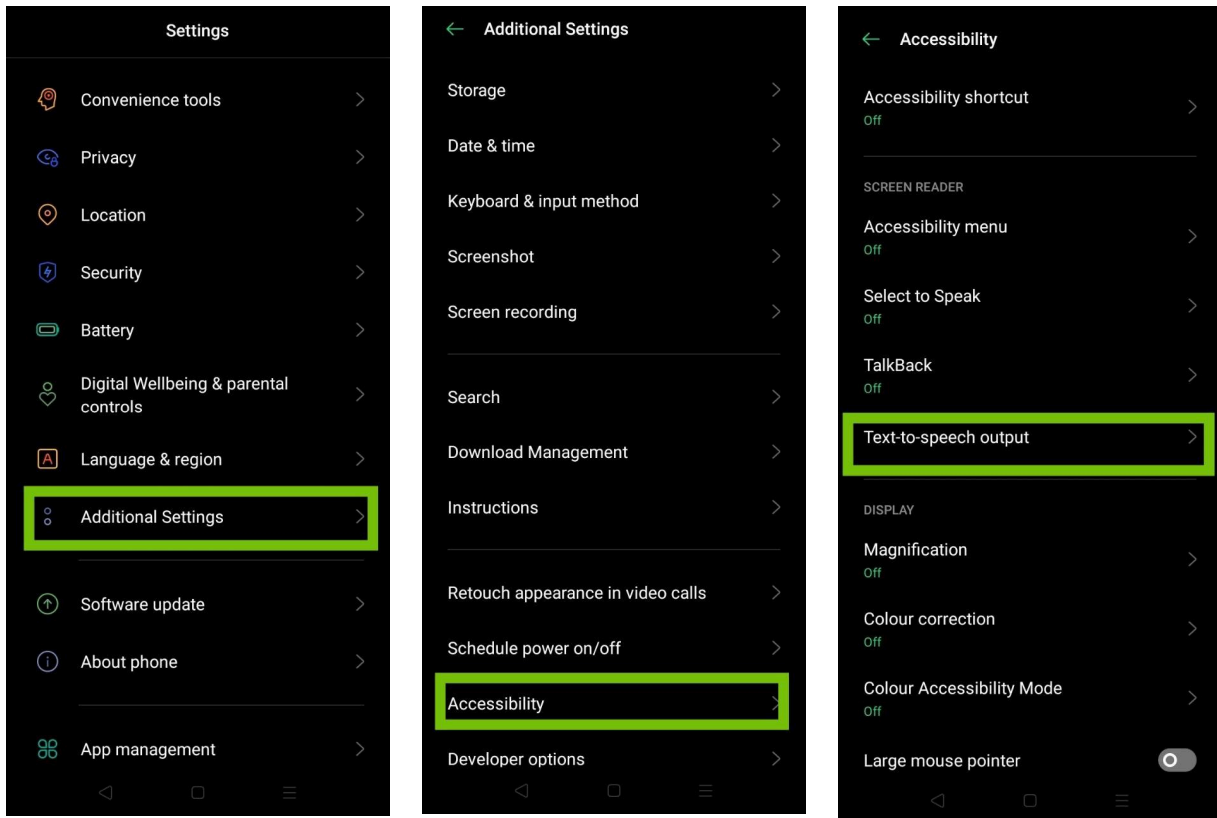 Settings
Convenience tools
Privacy
Location
Security
Battery
Digital Wellbeing & parental
controls
Language & region
Additional Settings
Software update
About phone
App management
Additional Settings
Storage
Date & time
Keyboard & input method
Screenshot
Screen recording
Search
Download Management
Instructions
Retouch appearance in video calls
Schedule power on/off
Accessibility
Developer options
Accessibility
Accessibility shortcut
Off
SCREEN READER
Accessibility menu
Off
Select to Speak
Off
TalkBack
Off
Text-to-speech output
DISPLAY
Magnification
Off
Colour correction
Off
Colour Accessibility Mode
Off
Large mouse pointer